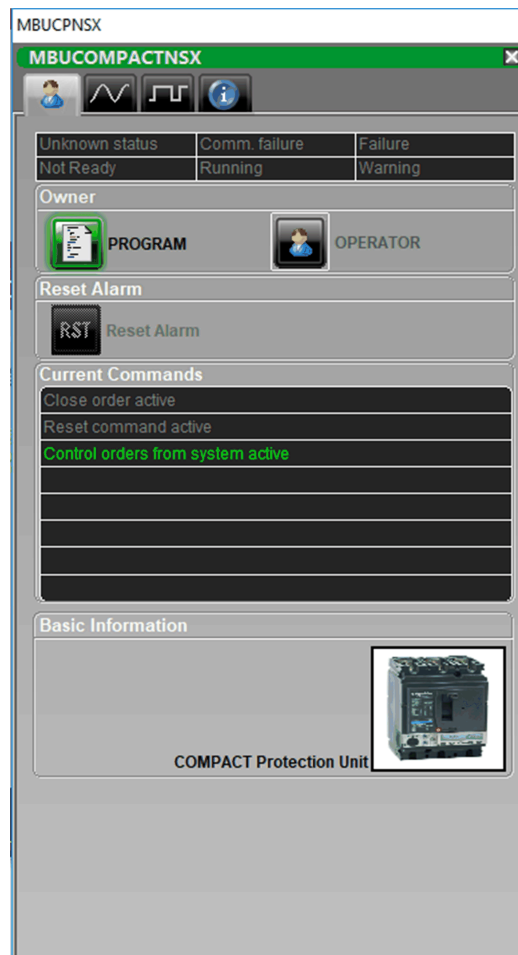 MBUCPNSX
MBUCOMPACTNSX
Unknown status Comm. failure Failure
Not Ready Running Warning
Owner
PROGRAM OPERATOR
Reset Alarm
RST Reset Alarm
Current Commands
Close order active
Reset command active
Control orders from system active
Basic Information
COMPACT Protection Unit